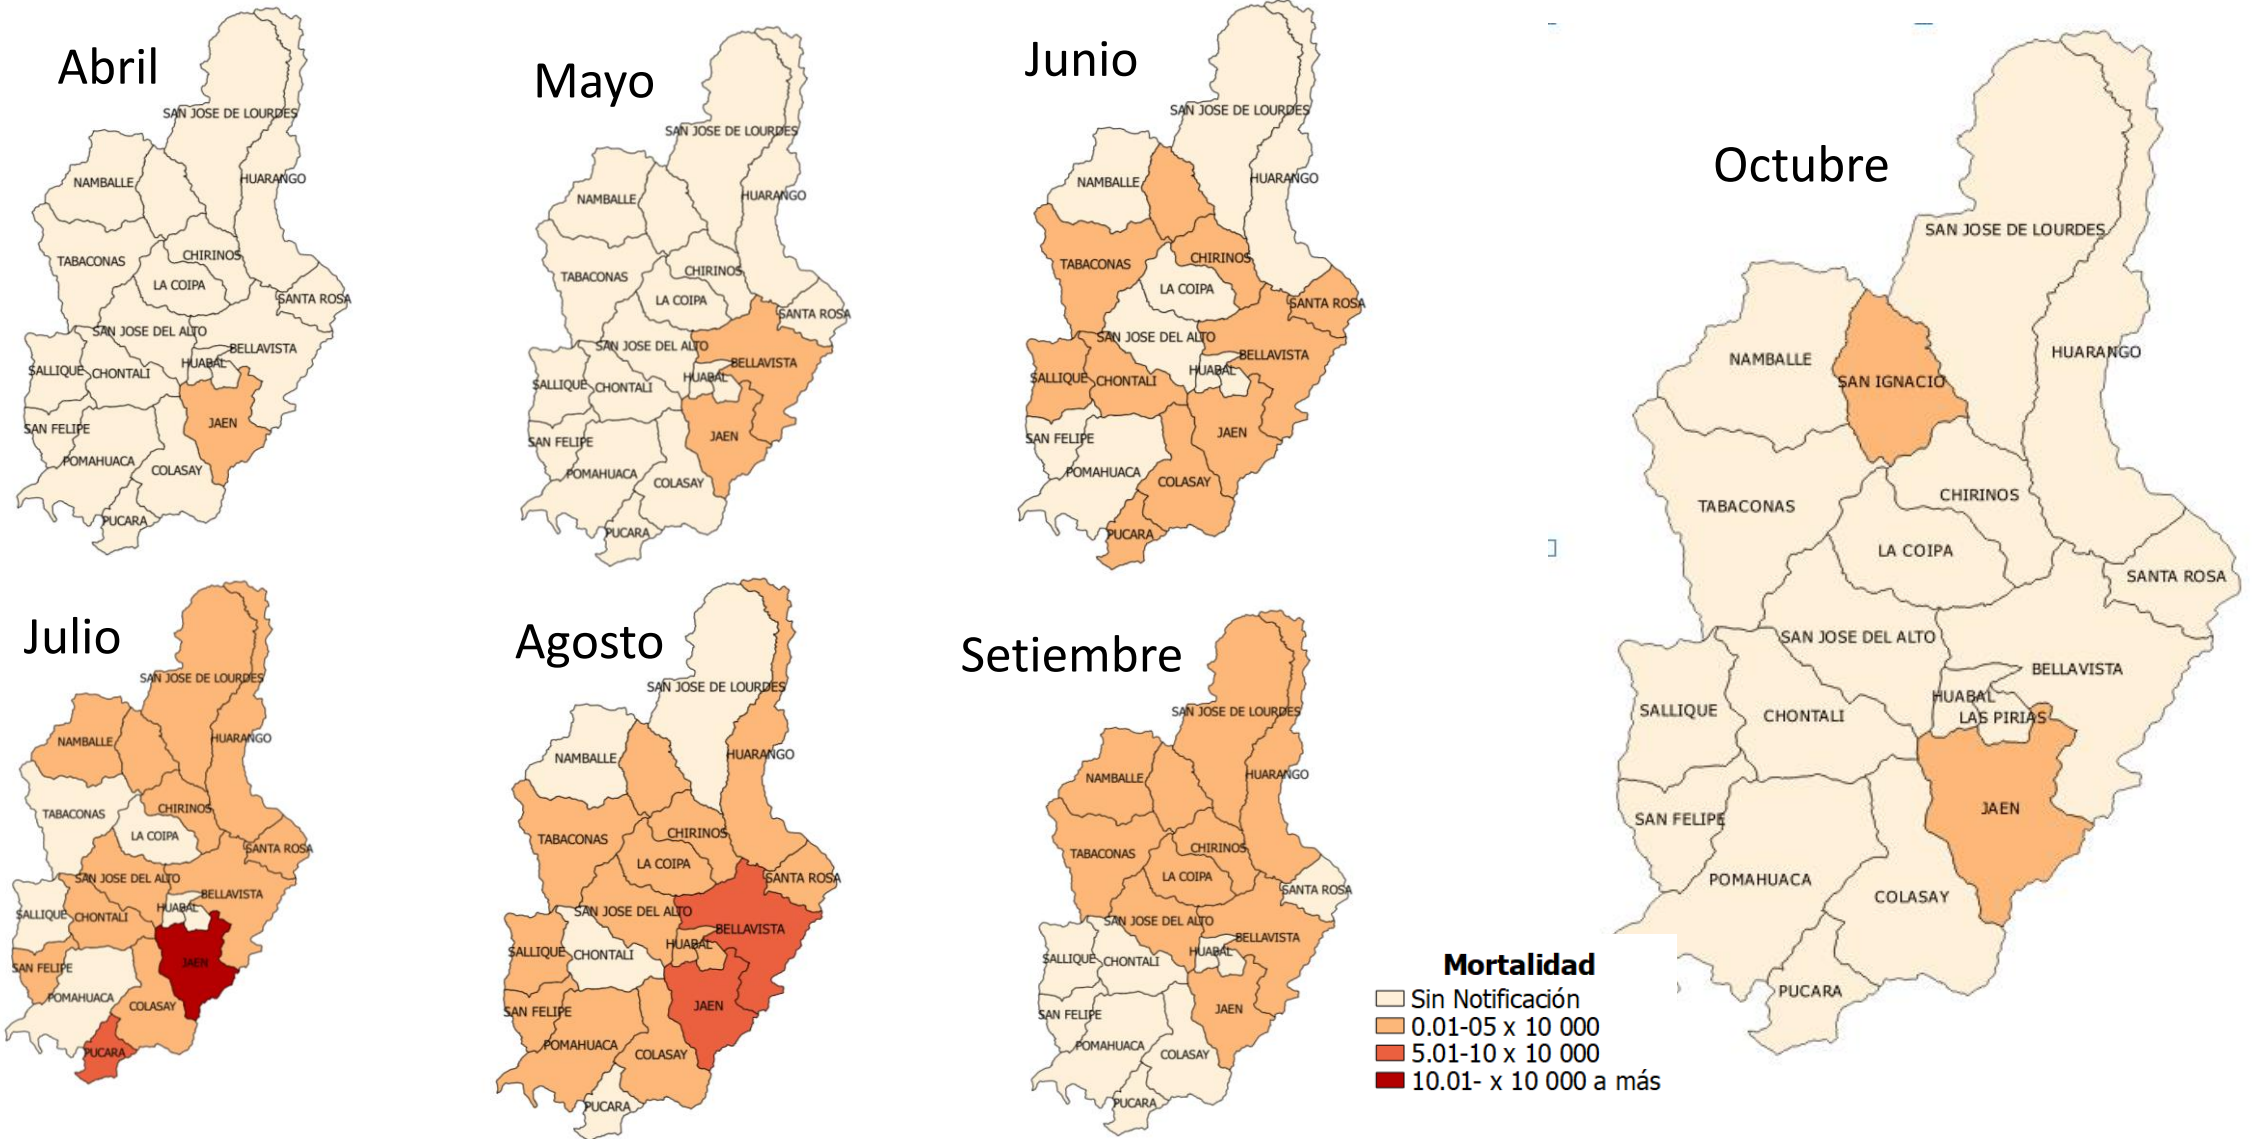 Abril
SAN JOSE DE LOURDES
NAMBALLE
HUARANGO
CHIRINOS
TABACONAS
LA COIPA
SANTA ROSA
SAN JOSE DEL ALTO
BELLAVISTA
HUABAL
SALLIQUE
CHONTALI
JAEN
SAN FELIPE
POMAHUACA
COLASAY
PUCARA
Mayo
SAN JOSE DE LOURDES
NAMBALLE
HUARANGO
CHIRINOS
TABACONAS
LA COIPA
SANTA ROSA
SAN JOSE DEL ALTO
BELLAVISTA
HUABAL
SALLIQUE
CHONTALI
JAEN
SAN FELIPE
POMAHUACA
COLASAY
PUCARA
Junio
SAN JOSE DE LOURDES
NAMBALLE
HUARANGO
CHIRINOS
TABACONAS
LA COIPA
SANTA ROSA
SAN JOSE DEL ALTO
BELLAVISTA
HUABAL
SALLIQUE
CHONTALI
JAEN
SAN FELIPE
POMAHUACA
COLASAY
PUCARA
Octubre
SAN JOSE DE LOURDES
HUARANGO
NAMBALLE
SAN IGNACIO
CHIRINOS
TABACONAS
LA COIPA
SANTA ROSA
SAN JOSE DEL ALTO
BELLAVISTA
HUABAL
SALLIQUE
CHONTALI
LAS PIRIAS
JAEN
SAN FELIPE
POMAHUACA
COLASAY
PUCARA
Julio
SAN JOSE DE LOURDES
NAMBALLE
HUARANGO
CHIRINOS
TABACONAS
LA COIPA
SANTA ROSA
SAN JOSE DEL ALTO
BELLAVISTA
HUABAL
SALLIQUE
CHONTALI
JAEN
SAN FELIPE
POMAHUACA
COLASAY
PUCARA
Agosto
SAN JOSE DE LOURDES
NAMBALLE
HUARANGO
CHIRINOS
TABACONAS
LA COIPA
SANTA ROSA
SAN JOSE DEL ALTO
BELLAVISTA
HUABAL
SALLIQUE
CHONTALI
JAEN
SAN FELIPE
POMAHUACA
COLASAY
PUCARA
Setiembre
SAN JOSE DE LOURDES
NAMBALLE
HUARANGO
CHIRINOS
TABACONAS
LA COIPA
SANTA ROSA
SAN JOSE DEL ALTO
BELLAVISTA
HUABAL
SALLIQUE
CHONTALI
JAEN
SAN FELIPE
POMAHUACA
COLASAY
PUCARA
Mortalidad
Sin Notificación
0.01-05 x 10 000
5.01-10 x 10 000
10.01- x 10 000 a más